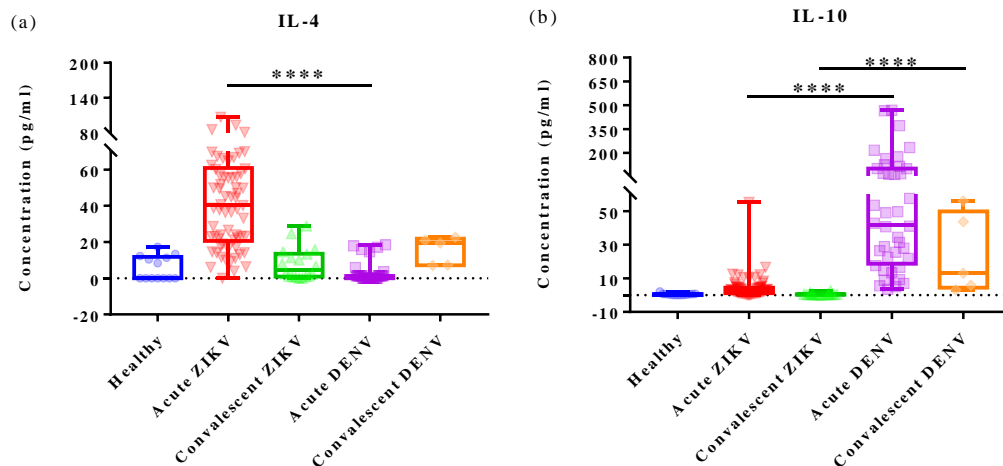 (a)
IL-4
Concentration (pg/ml)
200
140
80
60
40
20
0
-20
****
Healthy
Acute ZIKV
Convalescent ZIKV
Acute DENV
Convalescent DENV
(b)
IL-10
Concentration (pg/ml)
800
650
500
350
200
50
10
-10
****
****
Healthy
Acute ZIKV
Convalescent ZIKV
Acute DENV
Convalescent DENV